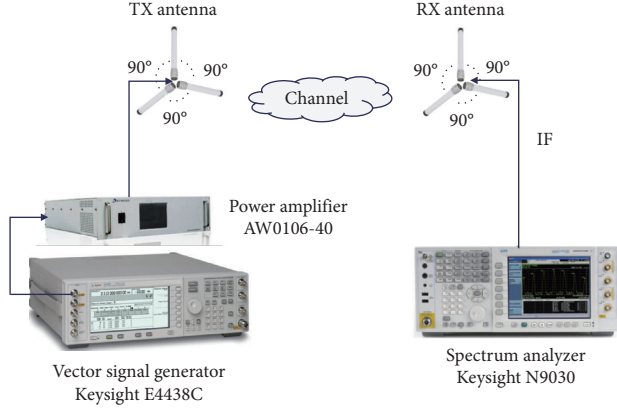 TX antenna
RX antenna
90° 90°
90°
Channel
90° 90°
90°
IF
Power amplifier
AW0106-40
Vector signal generator
Keysight E4438C
Spectrum analyzer
Keysight N9030